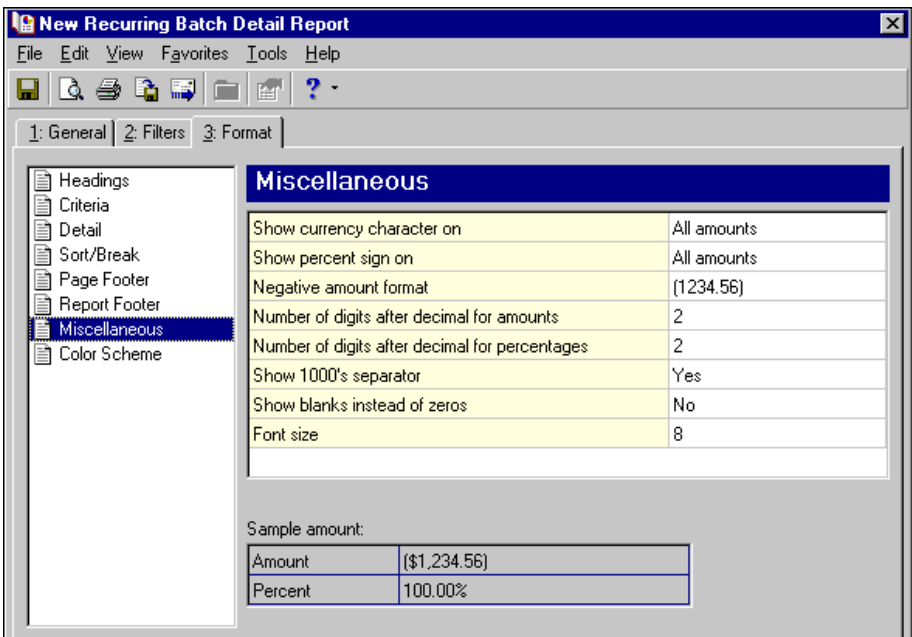 New Recurring Batch Detail Report
File Edit View Favorites Tools Help
?
1: General 2: Filters 3: Format
Headings
Criteria
Detail
Sort/Break
Page Footer
Report Footer
Miscellaneous
Color Scheme
Miscellaneous
Show currency character on All amounts
Show percent sign on All amounts
Negative amount format (1234.56)
Number of digits after decimal for amounts 2
Number of digits after decimal for percentages 2
Show 1000's separator Yes
Show blanks instead of zeros No
Font size 8
Sample amount:
Amount ($1,234.56)
Percent 100.00%